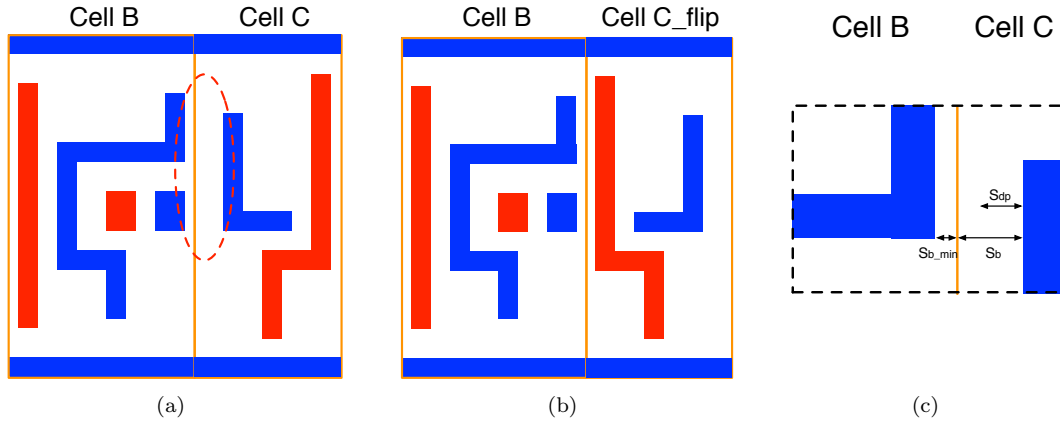 Cell B Cell C
(a)
Cell B Cell C_flip
(b)
Cell B Cell C
Sdp
Sb_min Sb
(c)